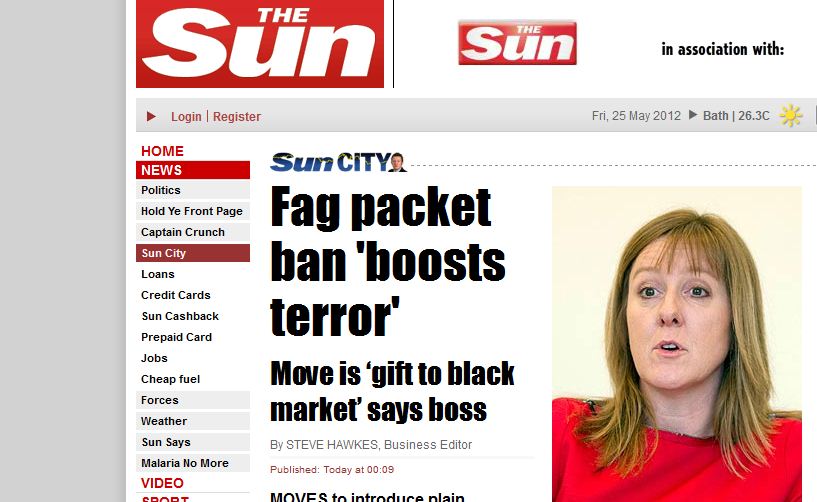 THE
Sun
THE
Sun
in association with:
Login | Register
Fri, 25 May 2012 ▶ Bath | 26.3C
HOME
NEWS
Politics
Hold Ye Front Page
Captain Crunch
Sun City
Loans
Credit Cards
Sun Cashback
Prepaid Card
Jobs
Cheap fuel
Forces
Weather
Sun Says
Malaria No More
VIDEO
SPORT
Sun CITY
Fag packet
ban 'boosts
terror'
Move is ‘gift to black
market’ says boss
By STEVE HAWKES, Business Editor
Published: Today at 00:09
MOVES to introduce plain